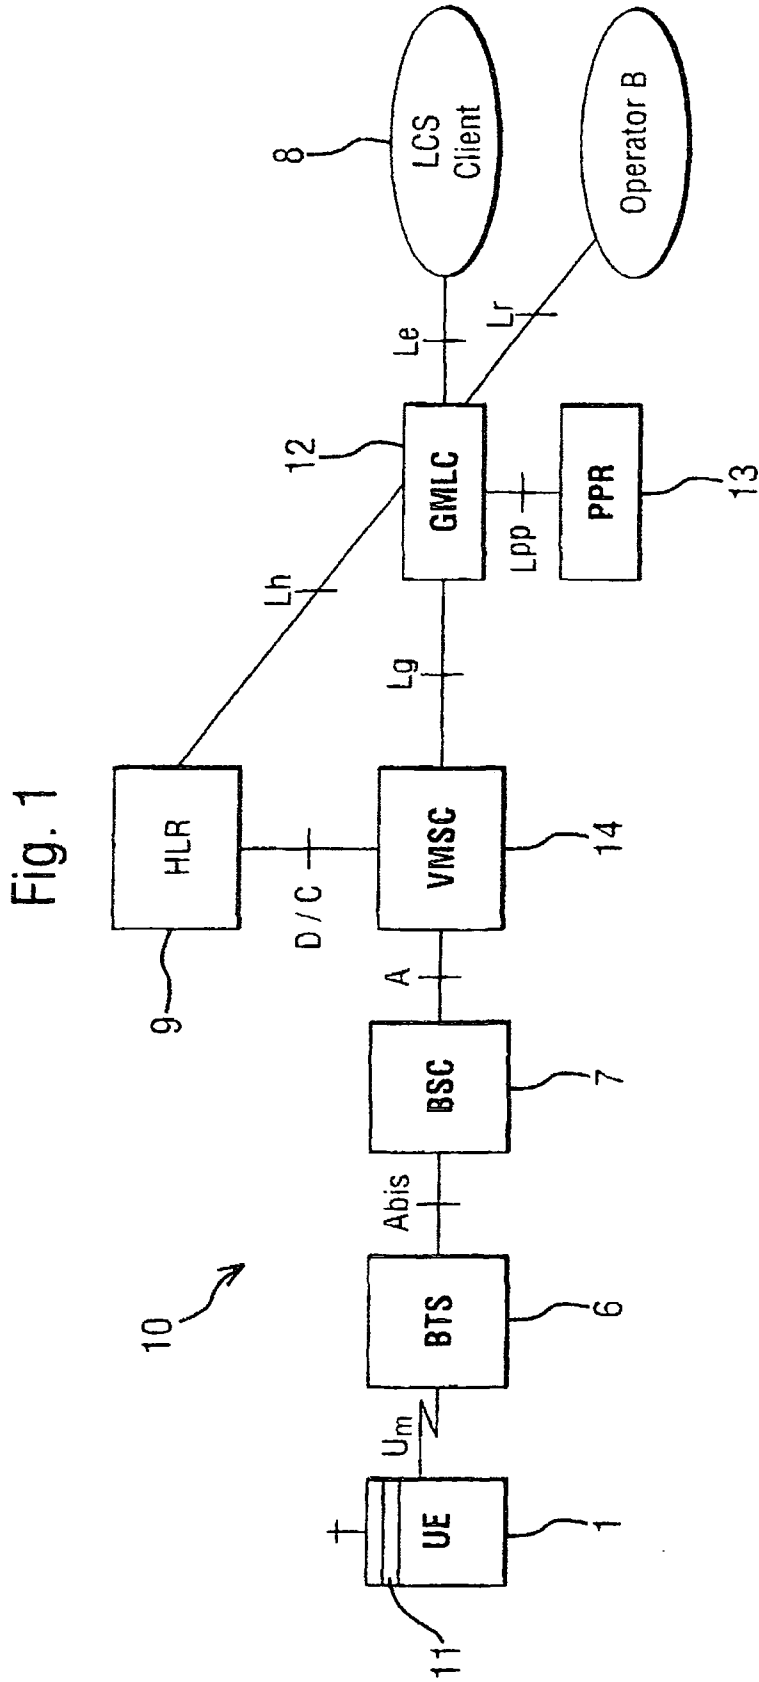 Fig. 1
10
HLR
9
Lh
D / C
8
LCS
Client
12
Le
Lr
Operator B
GMLC
Lpp
PPR
13
Lg
VMSC
14
A
BSC
7
Abis
BTS
6
Um
UE
1
11